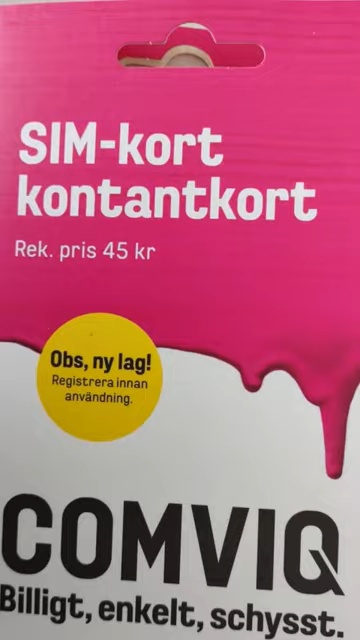 SIM-kort
kontantkort
Rek. pris 45 kr
Obs, ny lag!
Registrera innan
användning.
COMVIQ
Billigt, enkelt, schysst.